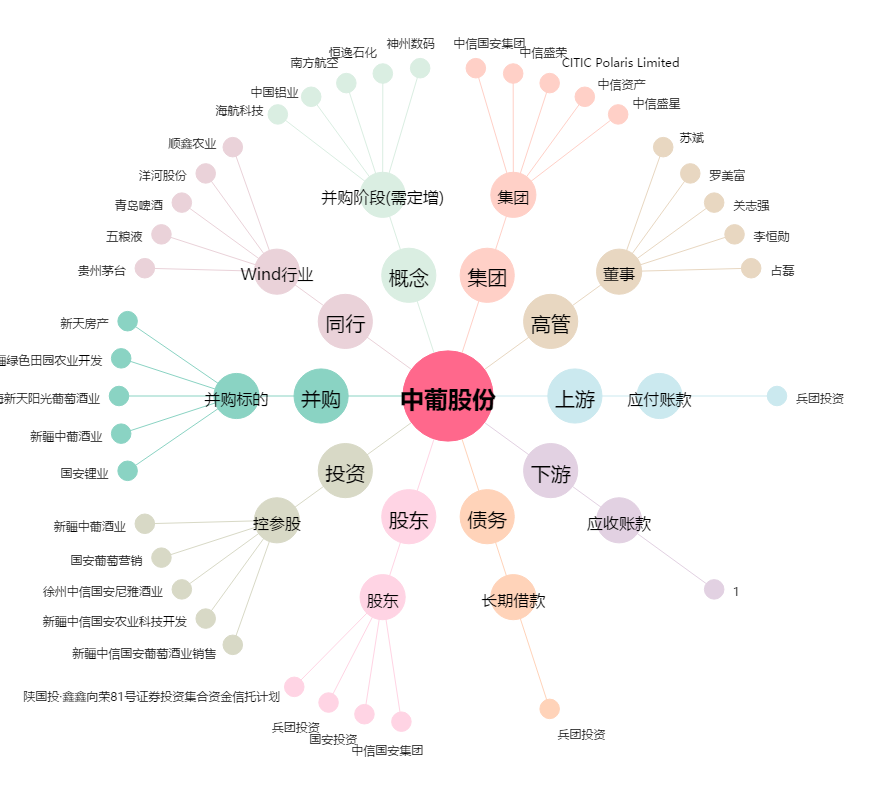 神州数码
恒逸石化
南方航空
中国铝业
海航科技
并购阶段(需定增)
概念
中信国安集团
中信盛荣
CITIC Polaris Limited
中信资产
中信盛星
集团
集团
苏斌
罗美富
关志强
李恒勋
占磊
董事
高管
顺鑫农业
洋河股份
青岛啤酒
五粮液
贵州茅台
Wind行业
同行
新天房产
绿色田园农业开发
新天阳光葡萄酒业
新疆中葡酒业
国安锂业
并购标的
并购
中葡股份
上游
应付账款
兵团投资
投资
控参股
新疆中葡酒业
国安葡萄营销
徐州中信国安尼雅酒业
新疆中信国安农业科技开发
新疆中信国安葡萄酒业销售
股东
股东
陕国投·鑫鑫向荣81号证券投资集合资金信托计划
兵团投资
国安投资
中信国安集团
债务
长期借款
兵团投资
下游
应收账款
1